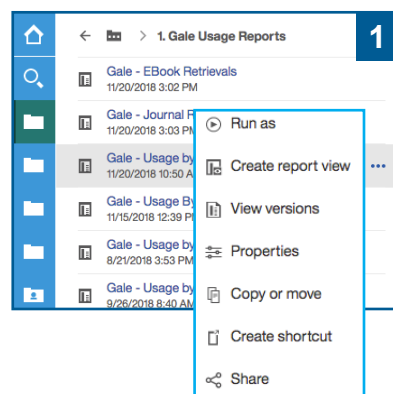 1. Gale Usage Reports
1
Gale - EBook Retrievals
11/20/2018 3:02 PM
Gale - Journal R
11/20/2018 3:03 PM
Gale - Usage by
11/20/2018 10:50 A
Gale - Usage By
11/15/2018 12:39 P
Gale - Usage by
8/21/2018 3:53 PM
Gale - Usage by
9/26/2018 8:40 AM
Run as
Create report view
View versions
Properties
Copy or move
Create shortcut
Share